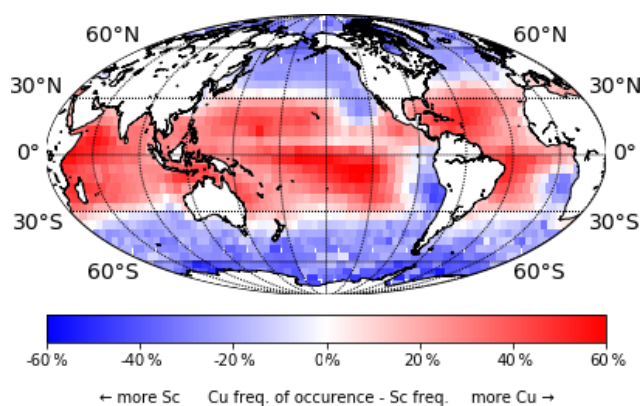 60°N 60°N
30°N 30°N
0° 0°
30°S 30°S
60°S 60°S
-60 % -40 % -20 % 0 % 20 % 40 % 60 %
← more Sc Cu freq. of occurence - Sc freq. more Cu →